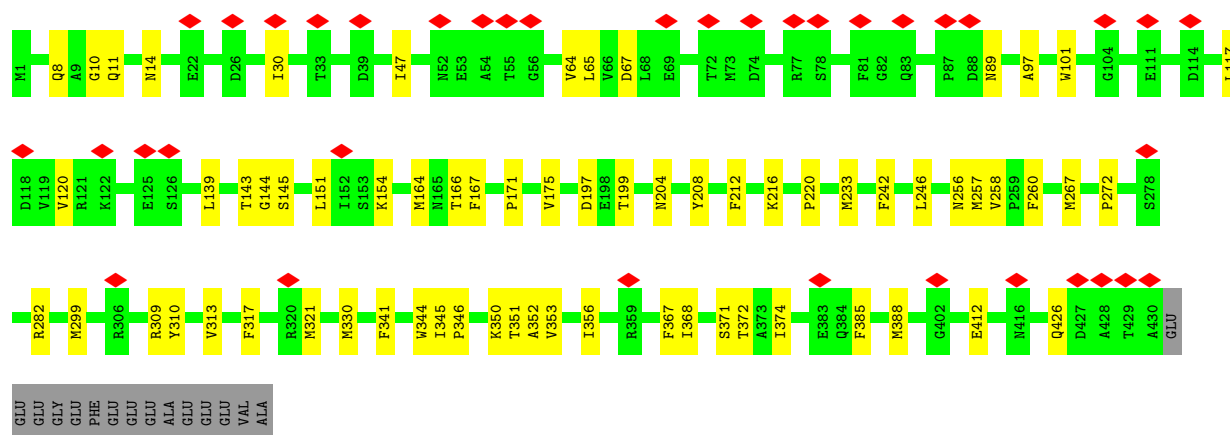 M1 Q8 A9 G10 Q11 N14 E22 D26 I30 T33 D39 I47 N52 E53 A54 T55 G56 V64 L65 V66 D67 L68 E69 T72 M73 D74 R77 S78 F81 G82 Q83 P87 D88 N89 A97 W101 G104 E111 D114 L117
D118 V119 V120 R121 K122 E125 S126 L139 T143 G144 S145 L151 I152 S153 K154 M164 N165 T166 F167 P171 V175 D197 E198 T199 N204 Y208 F212 K216 P220 M233 F242 L246 N256 M257 V258 P259 F260 M267 P272 S278
R282 M299 R306 R309 Y310 V313 F317 R320 M321 M330 F341 W344 I345 P346 K350 T351 A352 V353 I356 R359 F367 I368 S371 T372 A373 I374 E383 Q384 F385 M388 G402 E412 N416 Q426 D427 A428 T429 A430 GLU
GLU GLU GLY GLU PHE GLU GLU GLU ALA GLU GLU GLU VAL ALA